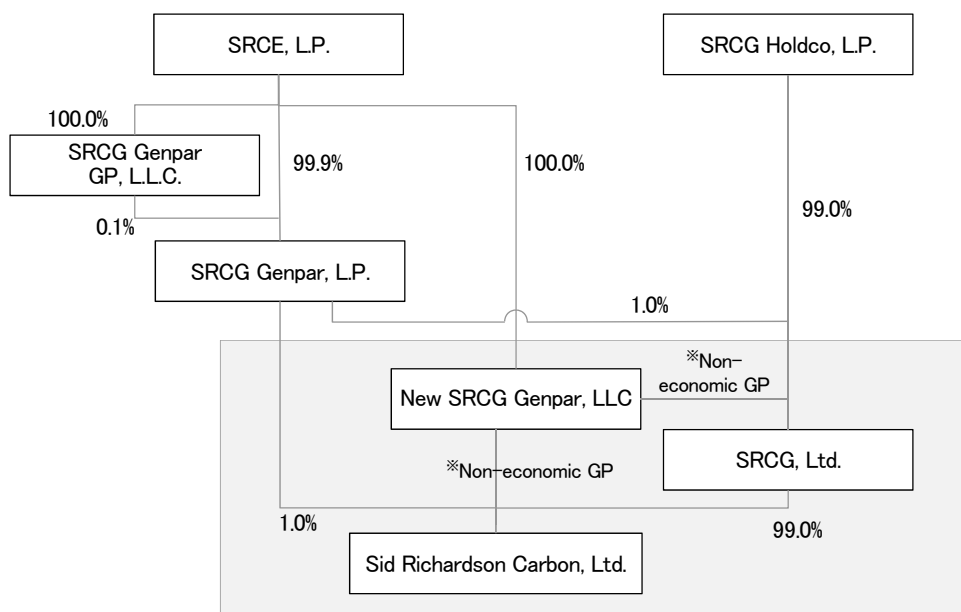 SRCE, L.P.
SRCG Holdco, L.P.
100.0%
SRCG Genpar
GP, L.L.C.
99.9%
100.0%
99.0%
0.1%
SRCG Genpar, L.P.
1.0%
※Non-
economic GP
New SRCG Genpar, LLC
SRCG, Ltd.
※Non-economic GP
1.0%
99.0%
Sid Richardson Carbon, Ltd.